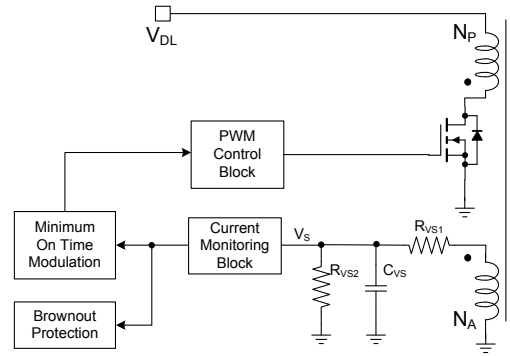 V_DL
N_P
PWM
Control
Block
Minimum
On Time
Modulation
Current
Monitoring
Block
V_S
R_VS1
R_VS2
C_VS
Brownout
Protection
N_A